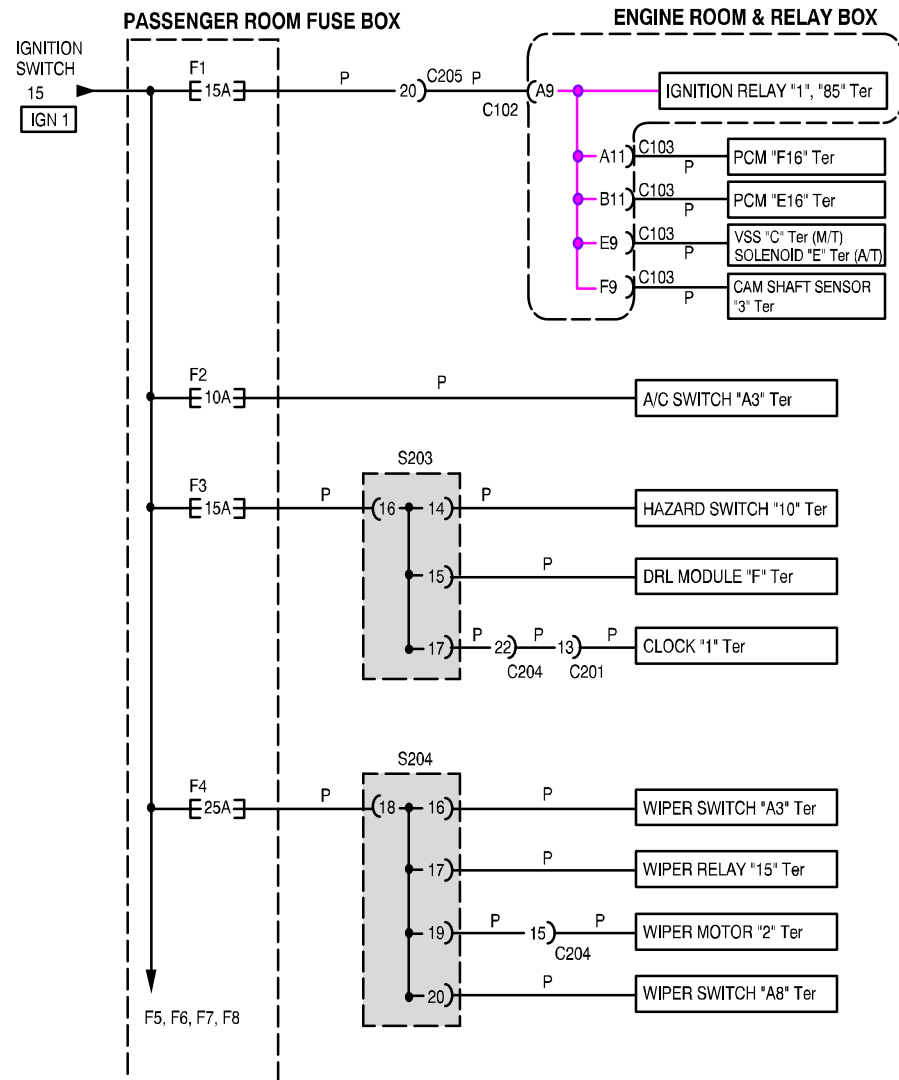 PASSENGER ROOM FUSE BOX
ENGINE ROOM & RELAY BOX
IGNITION
SWITCH
15
IGN 1
F1
15A
P
20
C205
P
C102
A9
IGNITION RELAY "1", "85" Ter
A11
C103
P
PCM "F16" Ter
B11
C103
P
PCM "E16" Ter
E9
C103
P
VSS "C" Ter (M/T)
SOLENOID "E" Ter (A/T)
F9
C103
P
CAM SHAFT SENSOR
"3" Ter
F2
10A
P
A/C SWITCH "A3" Ter
S203
F3
15A
P
16
14
P
HAZARD SWITCH "10" Ter
15
P
DRL MODULE "F" Ter
17
P
22
P
13
P
CLOCK "1" Ter
C204
C201
S204
F4
25A
P
18
16
P
WIPER SWITCH "A3" Ter
17
P
WIPER RELAY "15" Ter
19
P
15
P
WIPER MOTOR "2" Ter
C204
20
P
WIPER SWITCH "A8" Ter
F5, F6, F7, F8